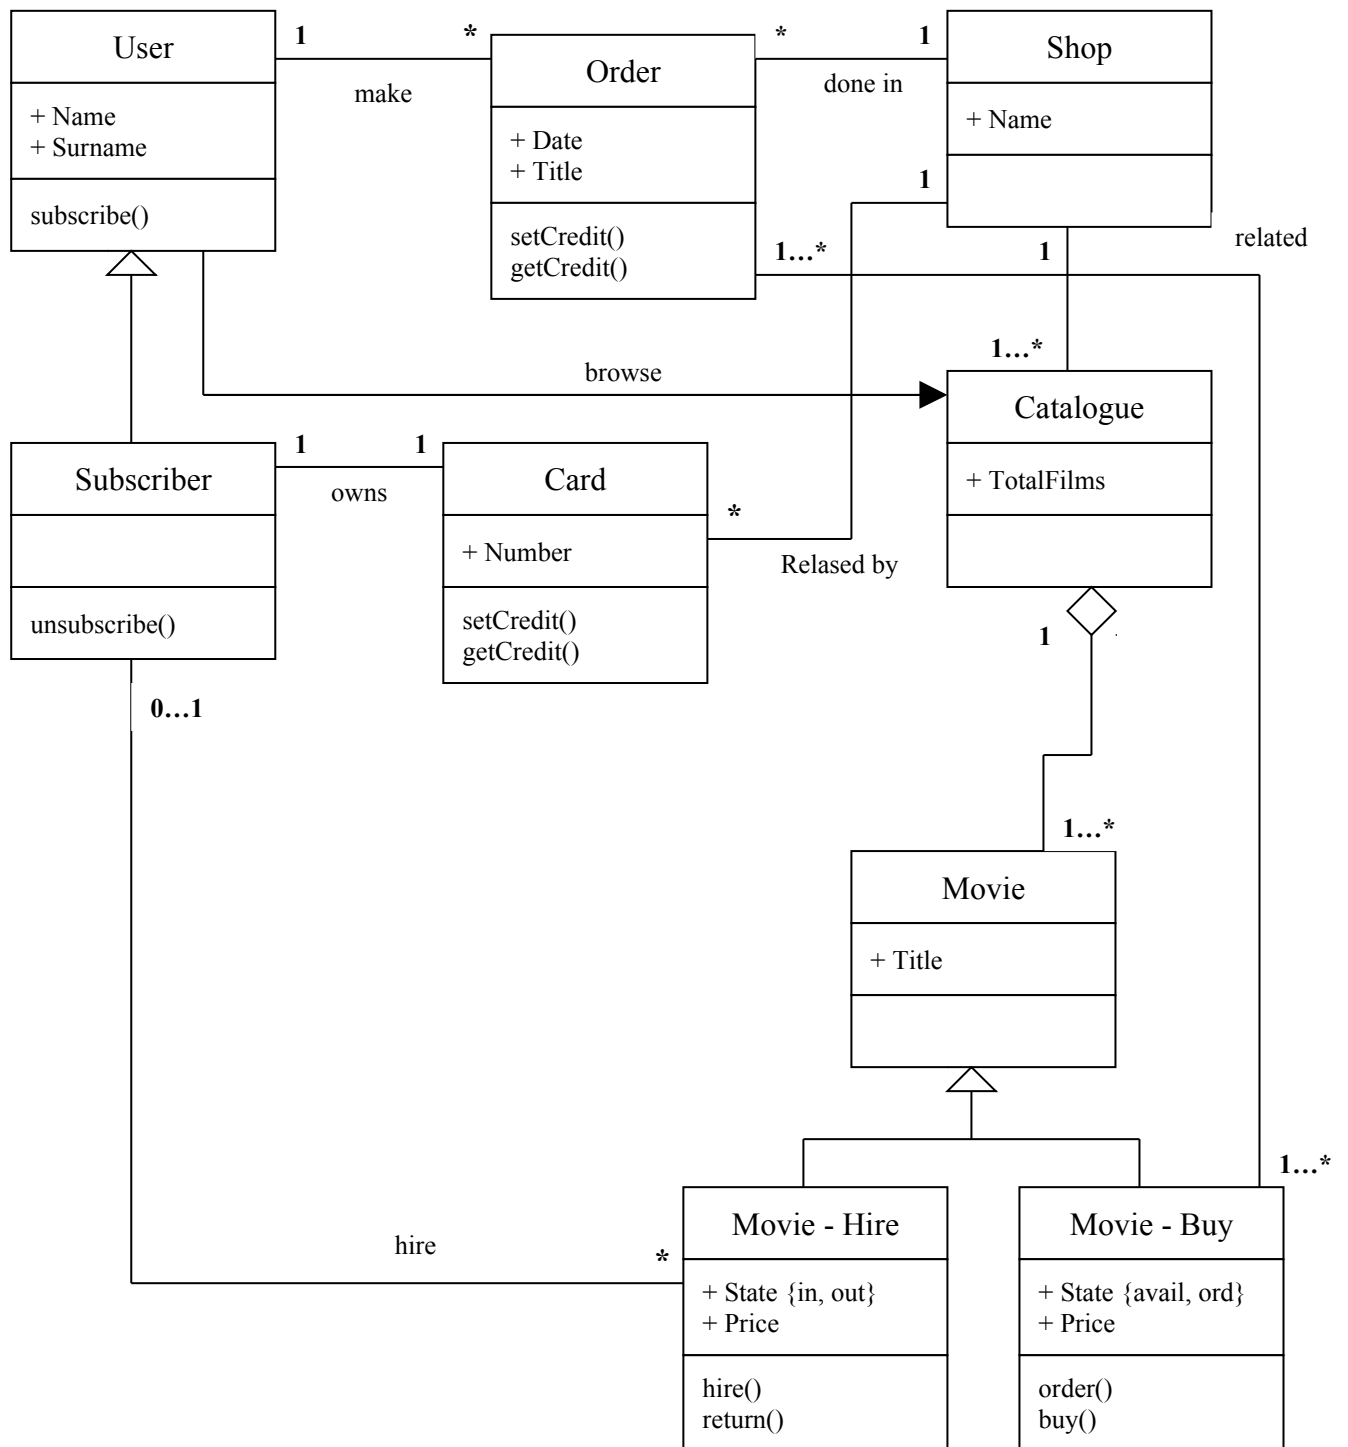 User
+ Name
+ Surname
subscribe()
1
*
make
Order
+ Date
+ Title
setCredit()
getCredit()
*
1
done in
Shop
+ Name
1
1…*
1
related
1…*
browse
Catalogue
+ TotalFilms
Subscriber
unsubscribe()
1
1
owns
Card
+ Number
setCredit()
getCredit()
*
Relased by
1
0…1
1…*
Movie
+ Title
1…*
hire
*
Movie - Hire
+ State {in, out}
+ Price
hire()
return()
Movie - Buy
+ State {avail, ord}
+ Price
order()
buy()